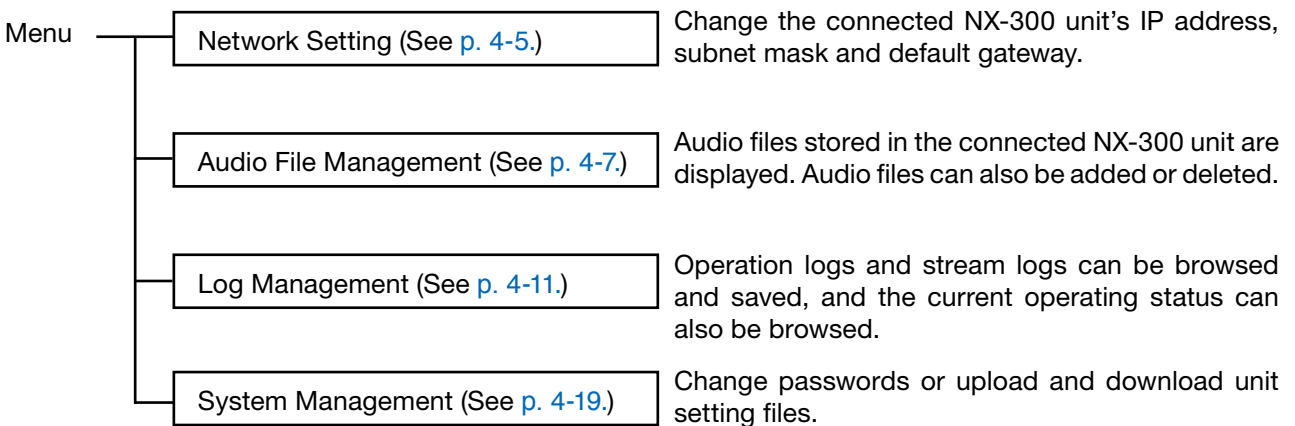 Menu
Network Setting (See p. 4-5.)
Change the connected NX-300 unit's IP address,
subnet mask and default gateway.
Audio File Management (See p. 4-7.)
Audio files stored in the connected NX-300 unit are
displayed. Audio files can also be added or deleted.
Log Management (See p. 4-11.)
Operation logs and stream logs can be browsed
and saved, and the current operating status can
also be browsed.
System Management (See p. 4-19.)
Change passwords or upload and download unit
setting files.